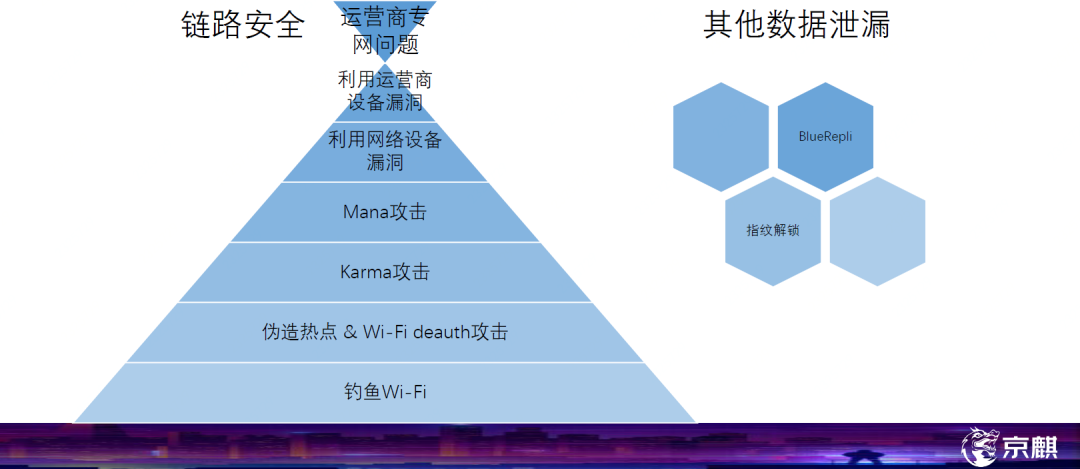 链路安全
运营商专
网问题
利用运营商
设备漏洞
利用网络设备
漏洞
Mana攻击
Karma攻击
伪造热点 & Wi-Fi deauth攻击
钓鱼Wi-Fi
其他数据泄漏
BlueRepli
指纹解锁
京麒